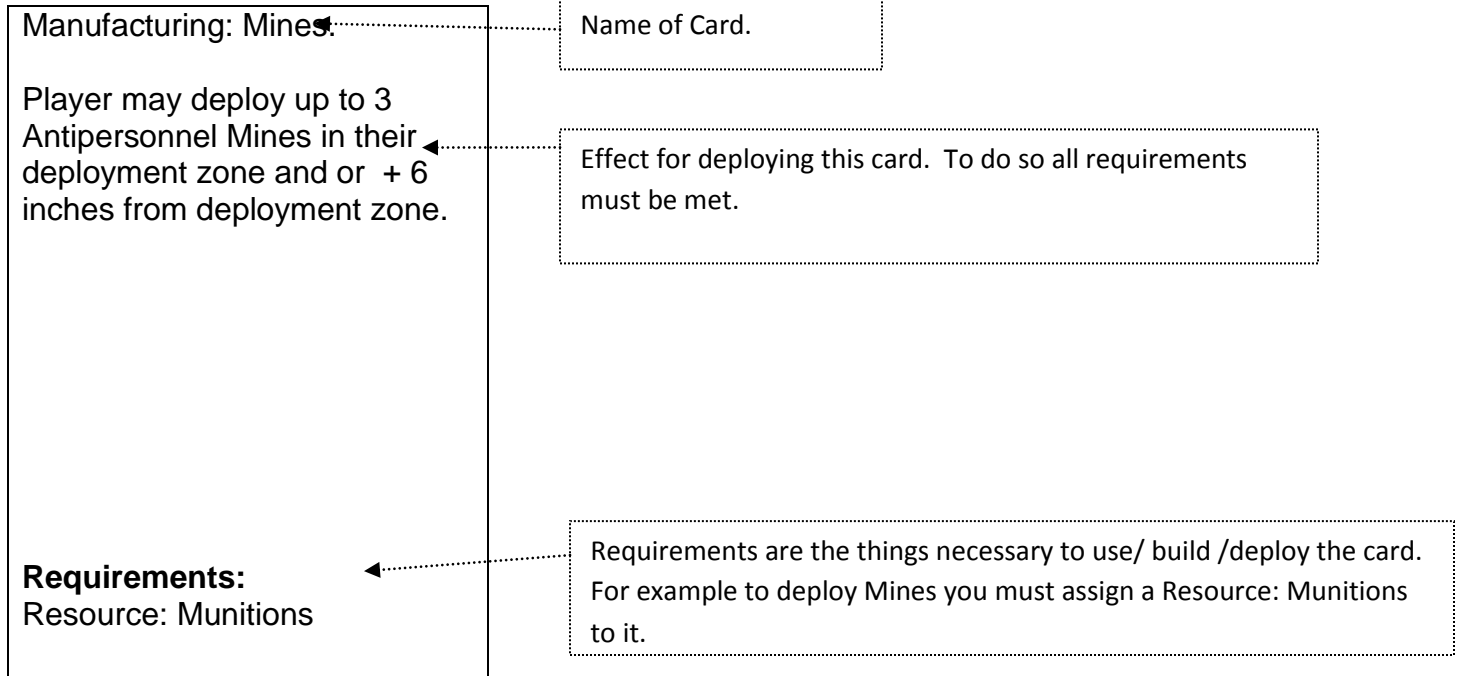 Manufacturing: Mines.
Name of Card.
Player may deploy up to 3
Antipersonnel Mines in their
deployment zone and or + 6
inches from deployment zone.
Effect for deploying this card. To do so all requirements
must be met.
Requirements:
Resource: Munitions
Requirements are the things necessary to use/ build /deploy the card.
For example to deploy Mines you must assign a Resource: Munitions
to it.